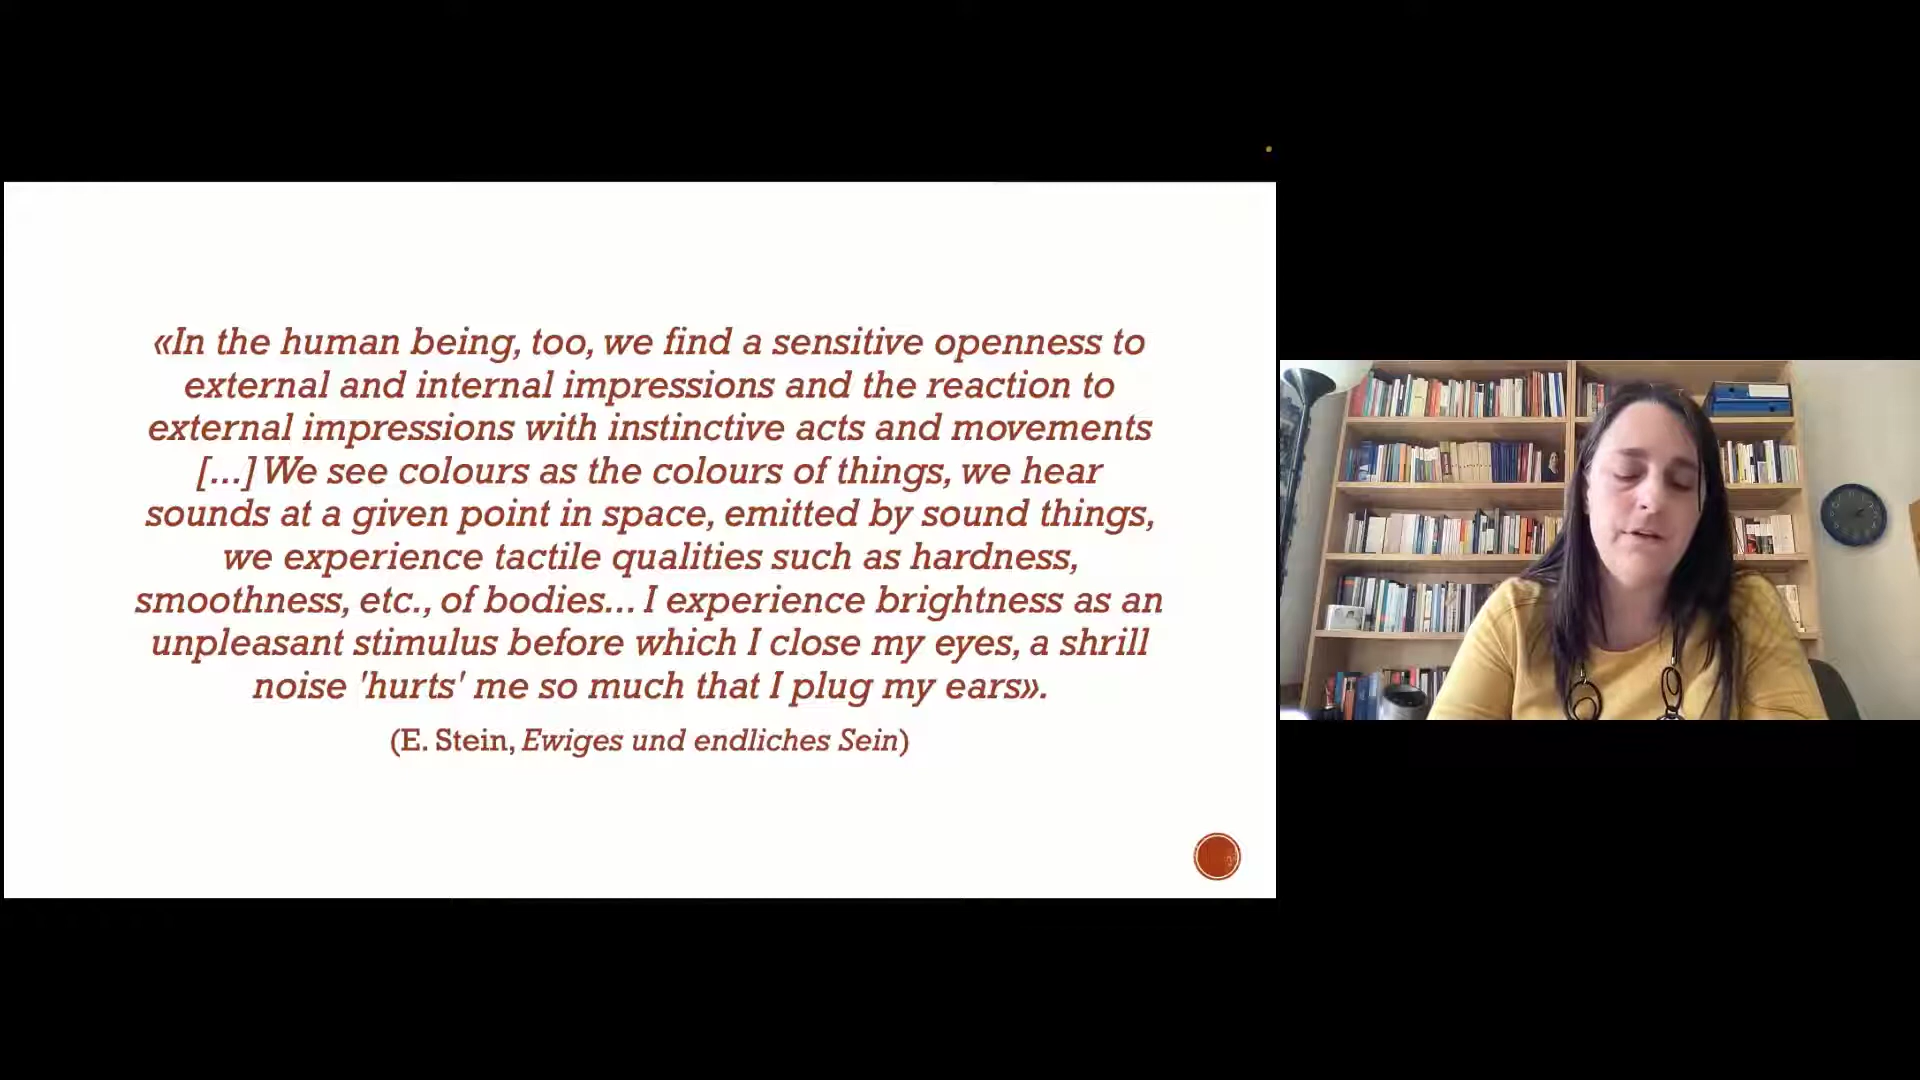 «In the human being, too, we find a sensitive openness to
external and internal impressions and the reaction to
external impressions with instinctive acts and movements
[...] We see colours as the colours of things, we hear
sounds at a given point in space, emitted by sound things,
we experience tactile qualities such as hardness,
smoothness, etc., of bodies... I experience brightness as an
unpleasant stimulus before which I close my eyes, a shrill
noise 'hurts' me so much that I plug my ears».
(E. Stein, Ewiges und endliches Sein)